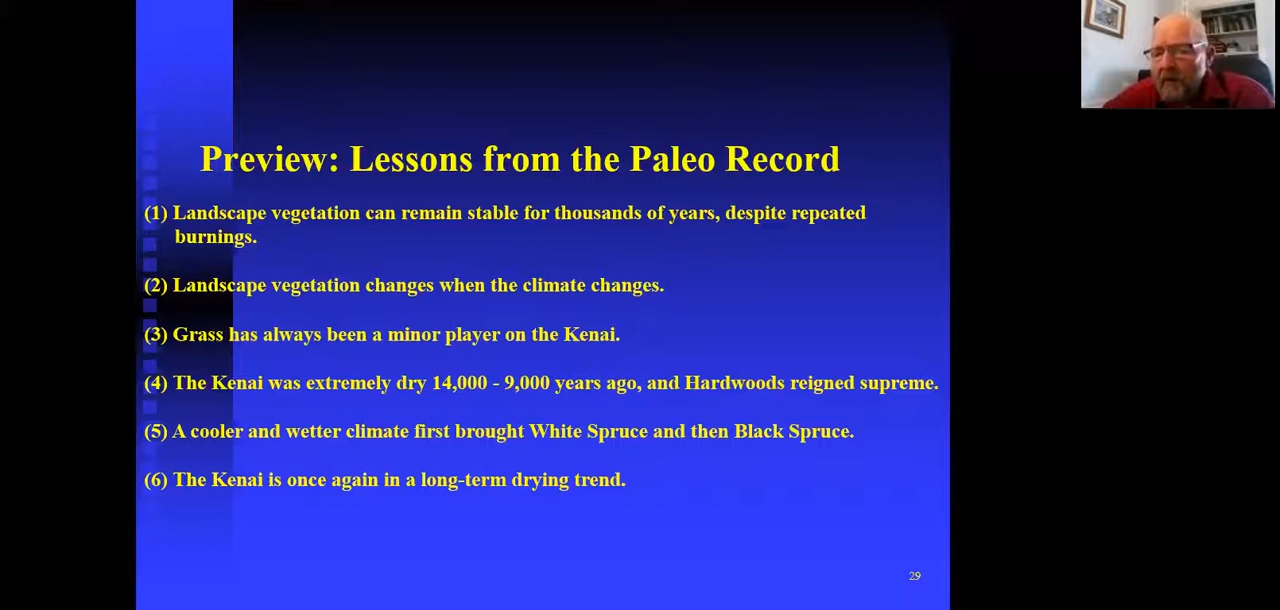 Preview: Lessons from the Paleo Record
(1) Landscape vegetation can remain stable for thousands of years, despite repeated
burnings.
(2) Landscape vegetation changes when the climate changes.
(3) Grass has always been a minor player on the Kenai.
(4) The Kenai was extremely dry 14,000 - 9,000 years ago, and Hardwoods reigned supreme.
(5) A cooler and wetter climate first brought White Spruce and then Black Spruce.
(6) The Kenai is once again in a long-term drying trend.
29